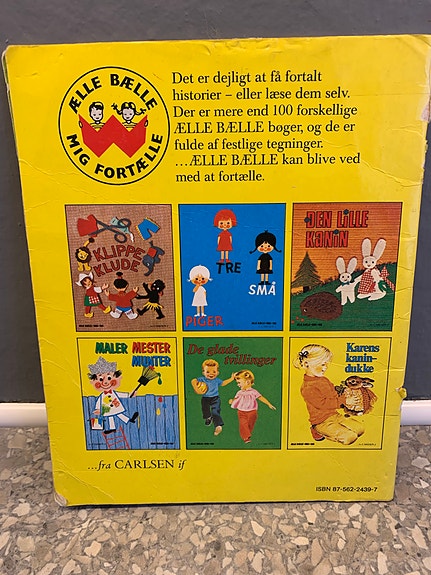 ÆLLE BÆLLE
MIG FORTÆLLE
Det er dejligt at få fortalt
historier – eller læse dem selv.
Der er mere end 100 forskellige
ÆLLE BÆLLE bøger, og de er
fulde af festlige tegninger.
...ÆLLE BÆLLE kan blive ved
med at fortælle.
KLIPPE
KLUDE
TRE
SMÅ
PIGER
DEN LILLE
KANIN
MALER MESTER
MUNTER
De glade
tvillinger
Karens
kanin-
dukke
...fra CARLSEN if
ISBN 87-562-2439-7